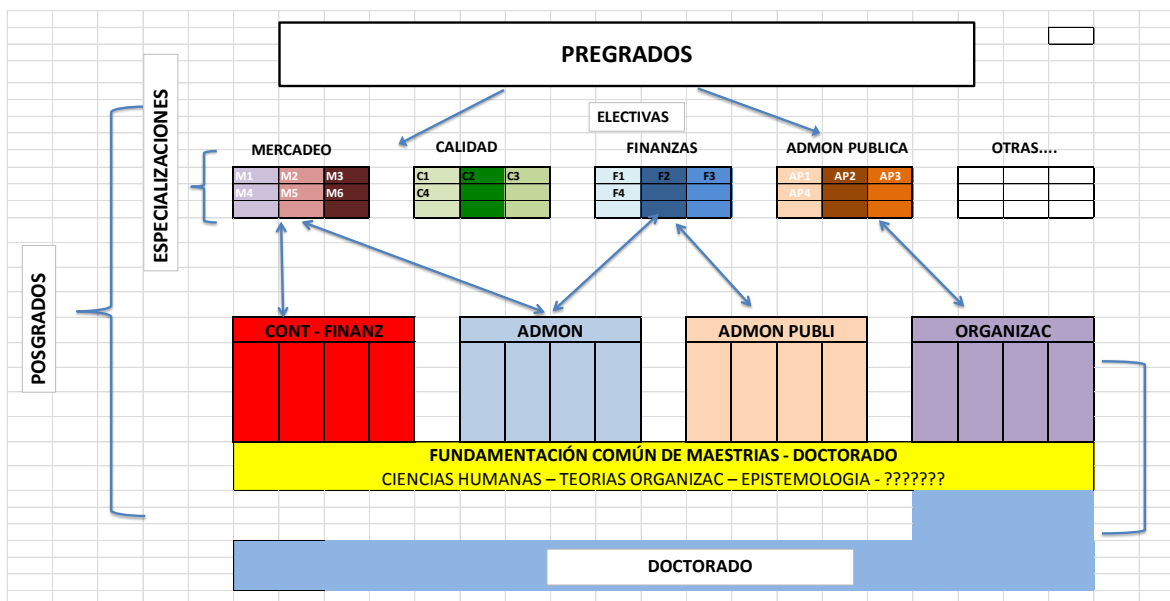 PREGRADOS
ELECTIVAS
ESPECIALIZACIONES
POSGRADOS
MERCADEO
CALIDAD
FINANZAS
ADMON PUBLICA
OTRAS....
M1 M2 M3
M4 M5 M6
C1 C2 C3
C4
F1 F2 F3
F4
AP1 AP2 AP3
AP4
CONT - FINANZ
ADMON
ADMON PUBLI
ORGANIZAC
FUNDAMENTACIÓN COMÚN DE MAESTRIAS - DOCTORADO
CIENCIAS HUMANAS – TEORIAS ORGANIZAC – EPISTEMOLOGIA - ???????
DOCTORADO